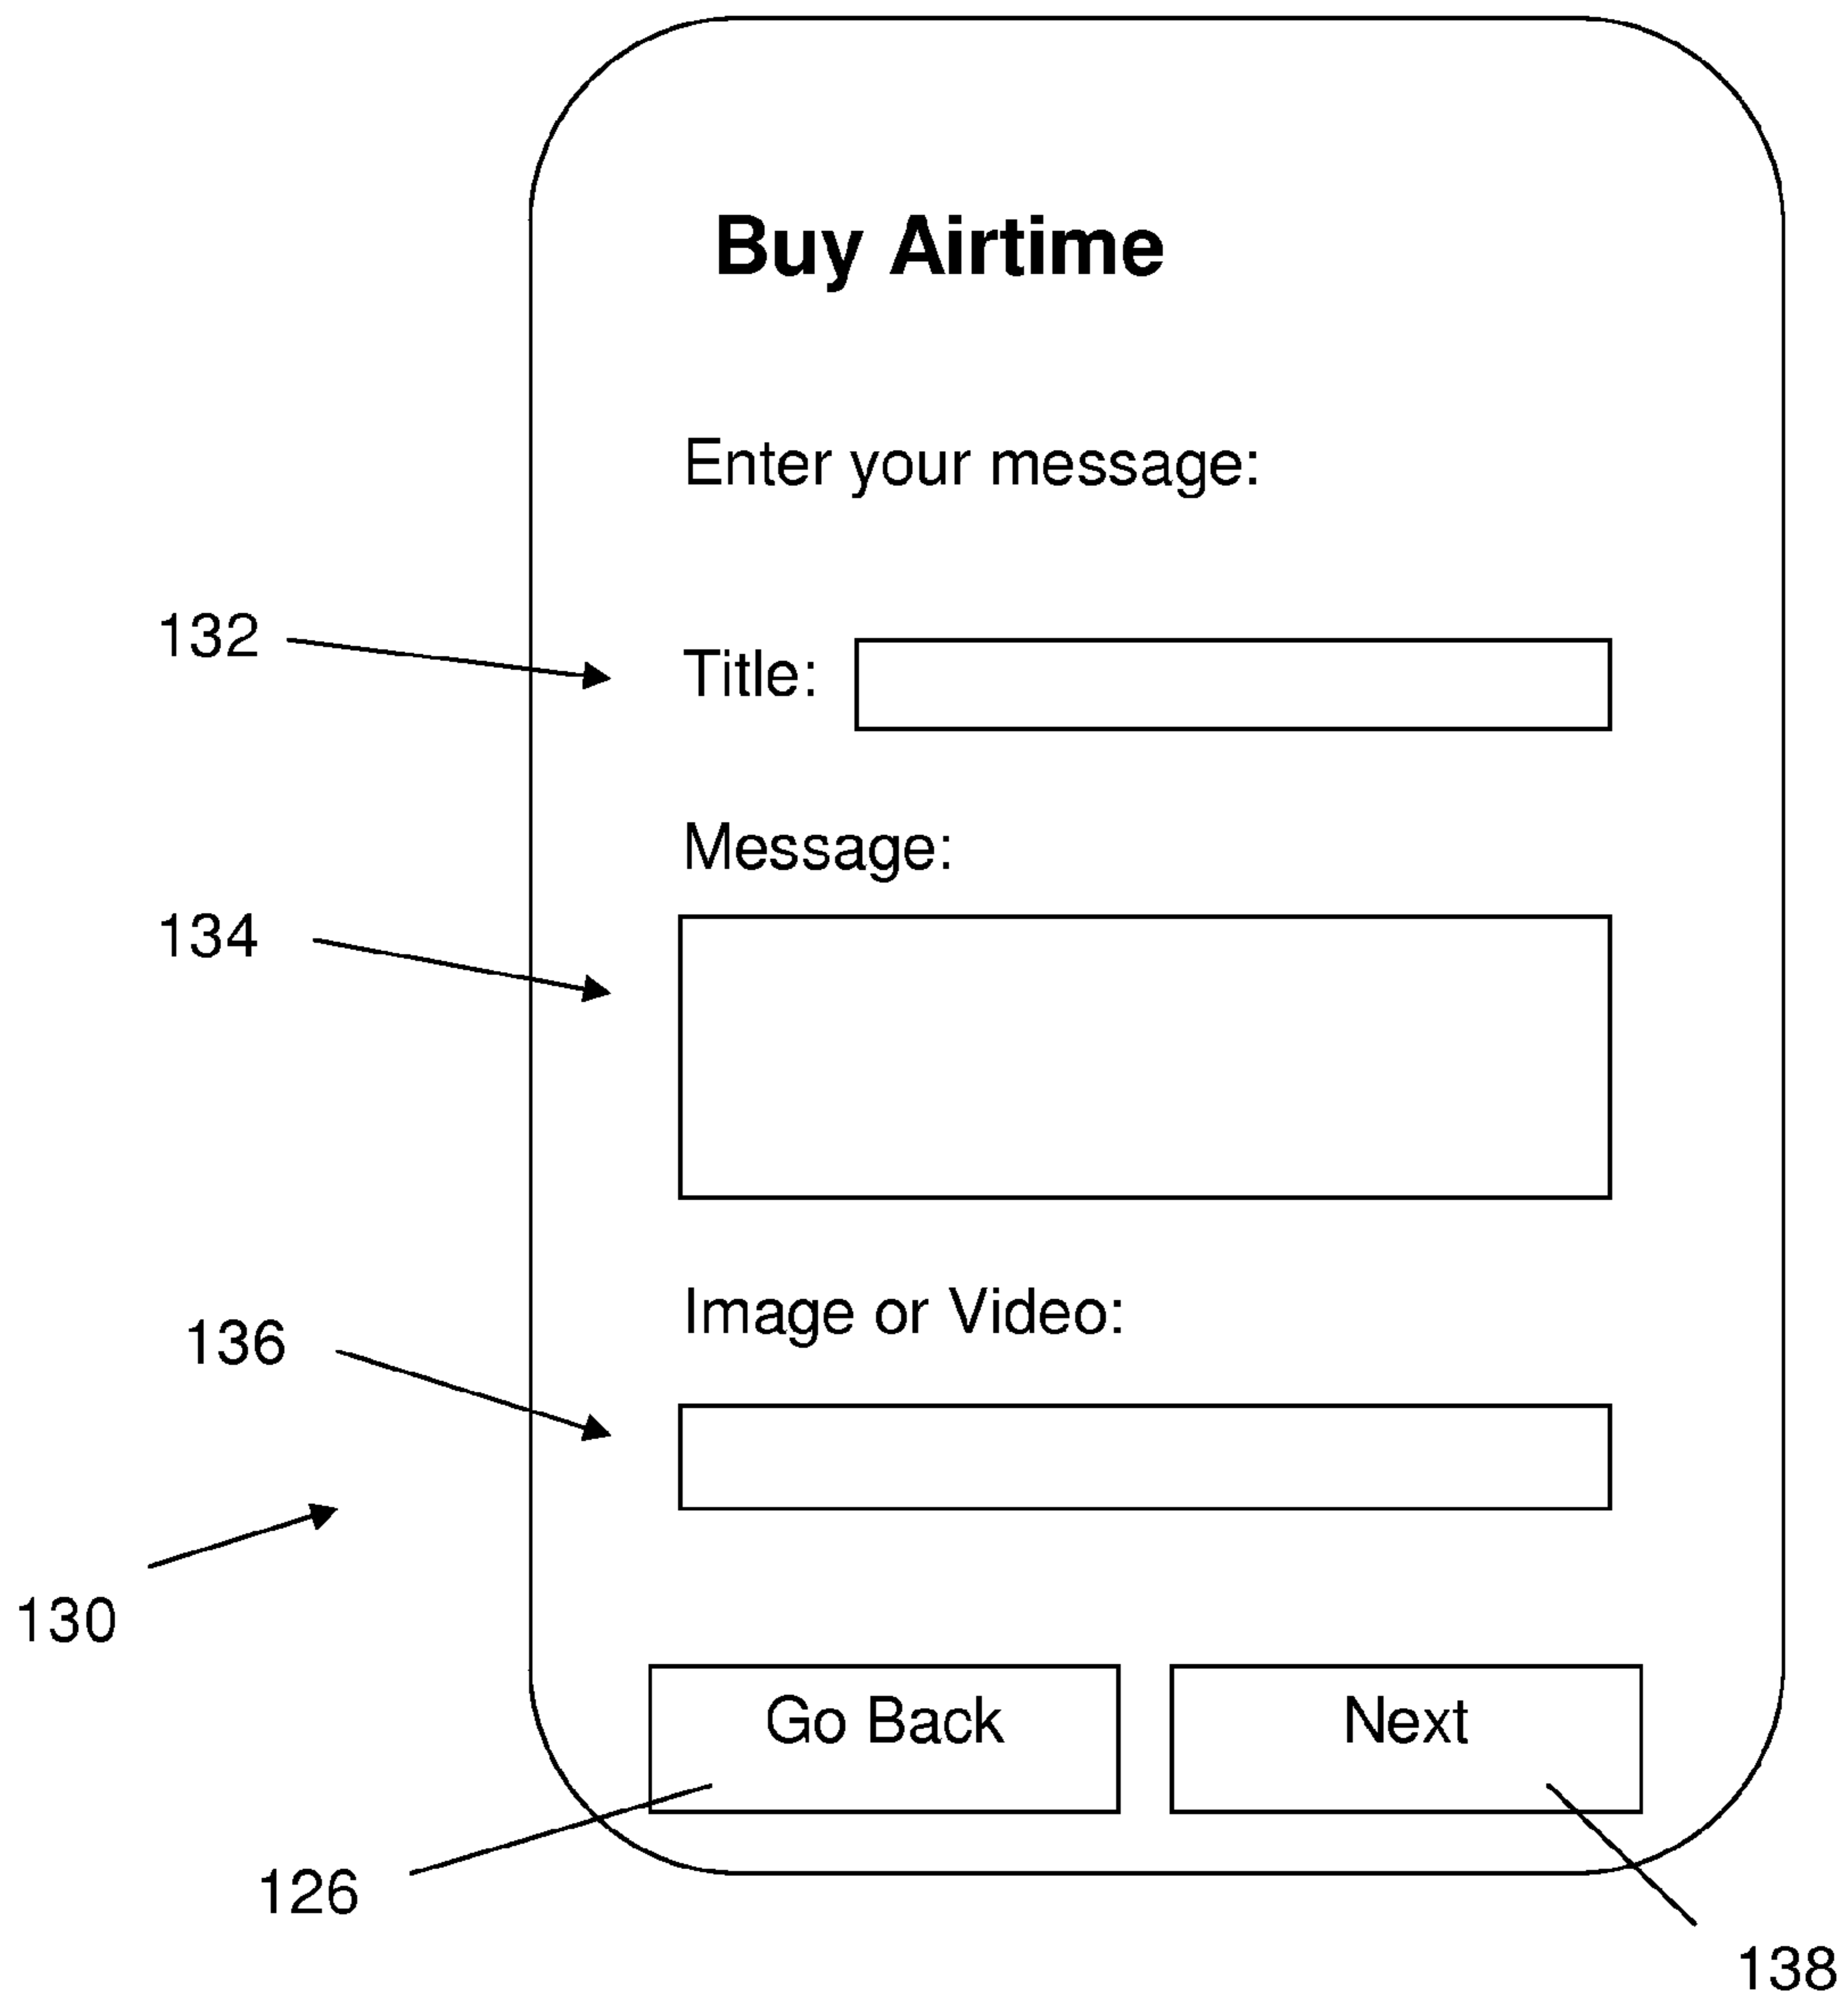 Buy Airtime
Enter your message:
132
Title:
Message:
134
Image or Video:
136
130
Go Back
Next
126
138